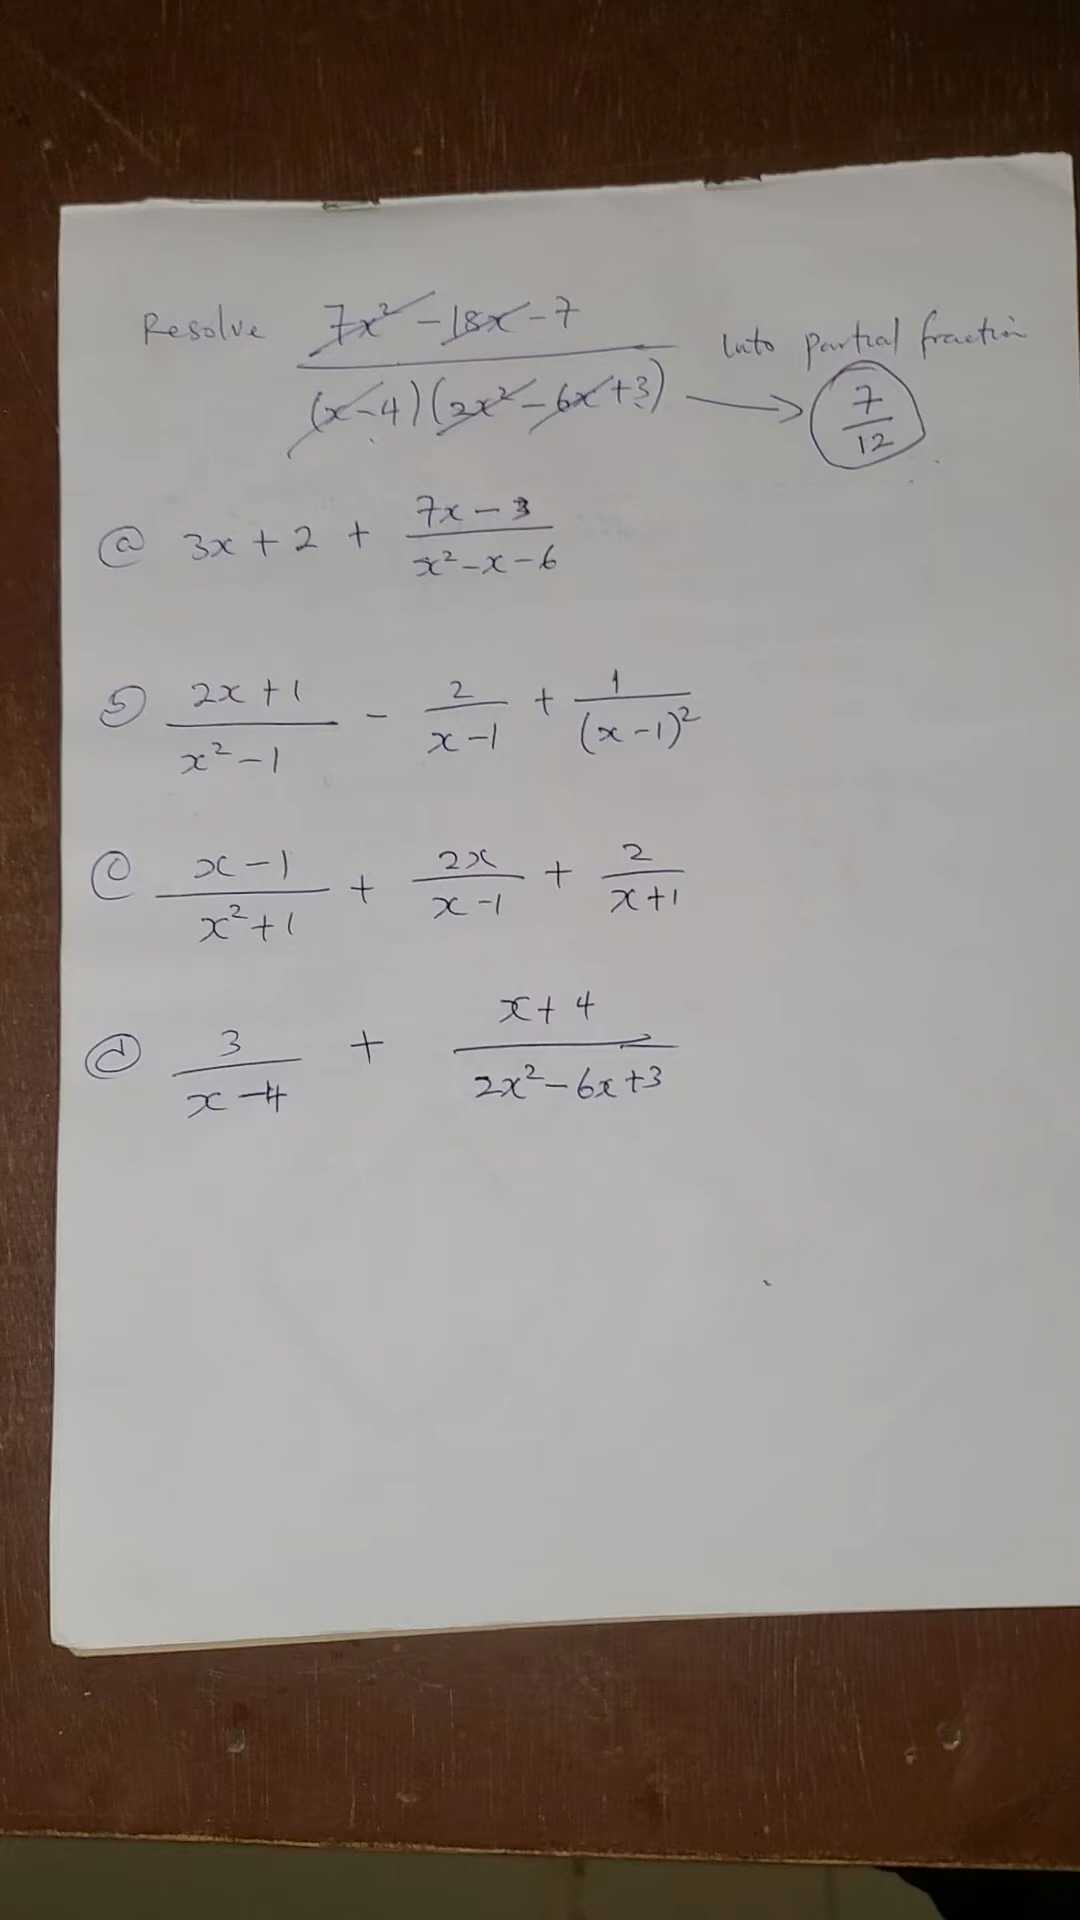 Resolve (7x² - 18x - 7)/((x-4)(2x² - 6x + 3)) into partial fraction → 7/12
ⓐ 3x + 2 + (7x - 3)/(x² - x - 6)
ⓑ (2x + 1)/(x² - 1) - 2/(x - 1) + 1/(x - 1)²
ⓒ (x - 1)/(x² + 1) + 2x/(x - 1) + 2/(x + 1)
ⓓ 3/(x - 4) + (x + 4)/(2x² - 6x + 3)